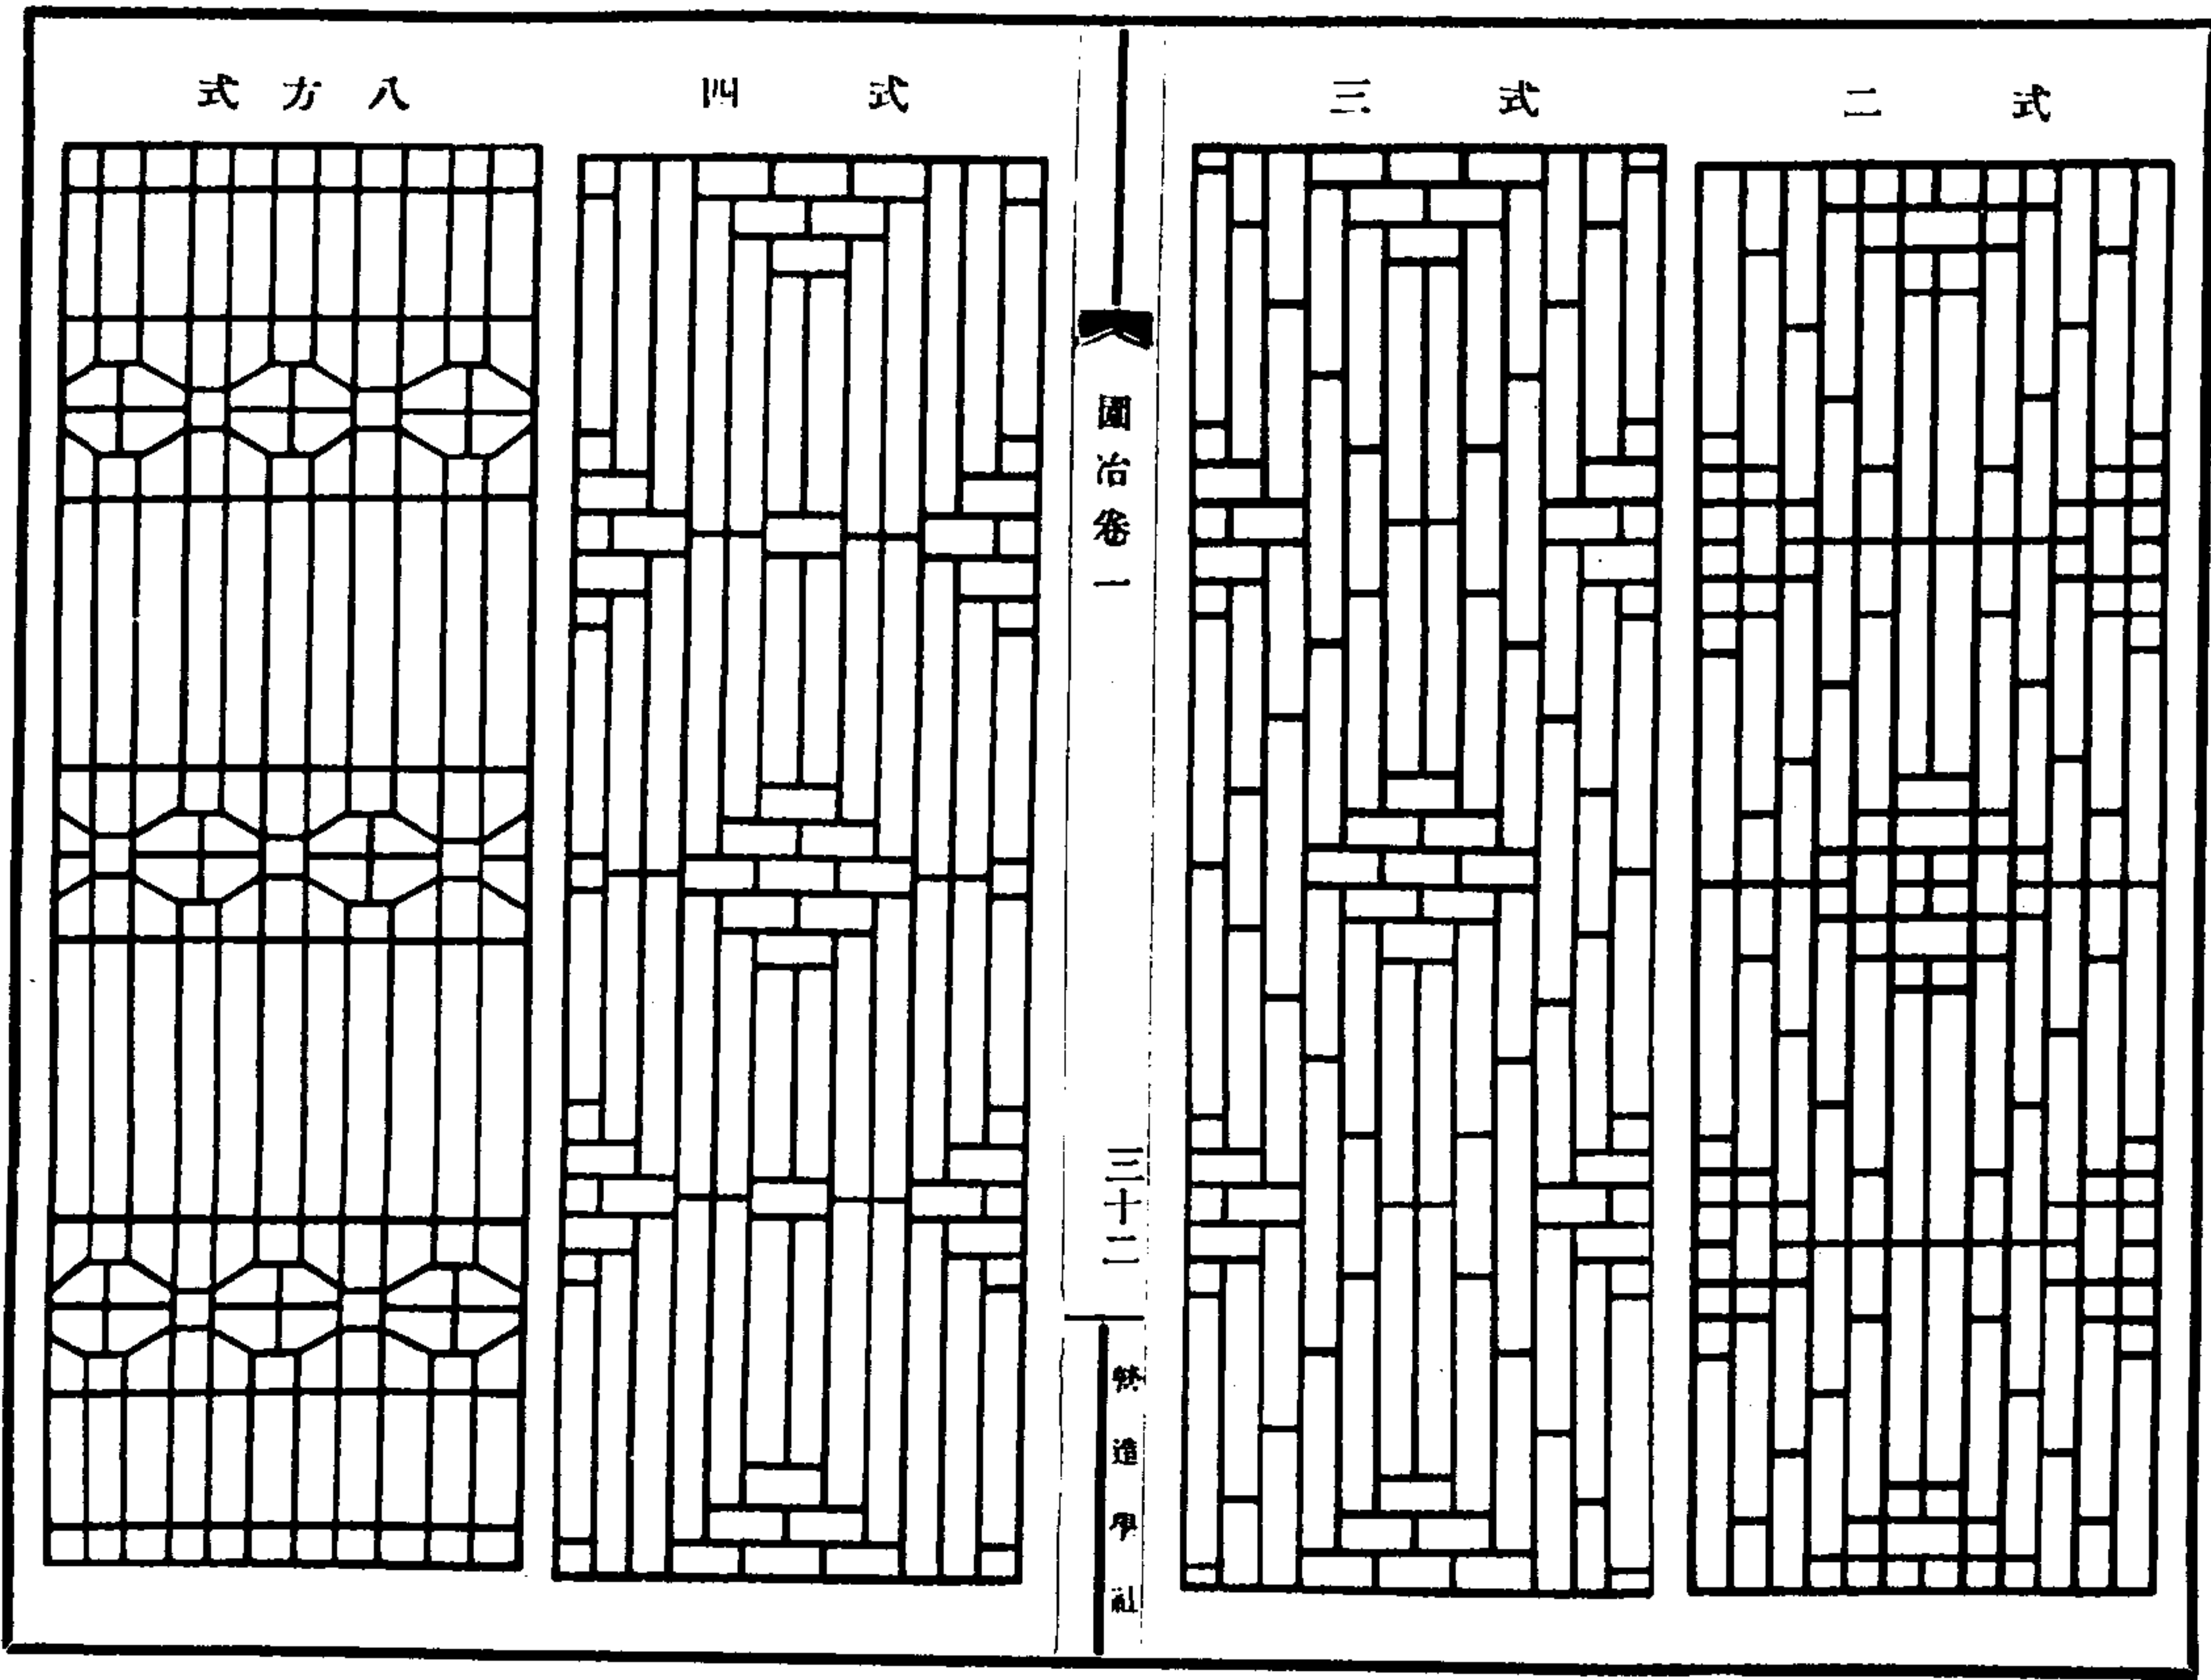 式二
式三
園冶卷一
三十二
營造學社
式四
八方式